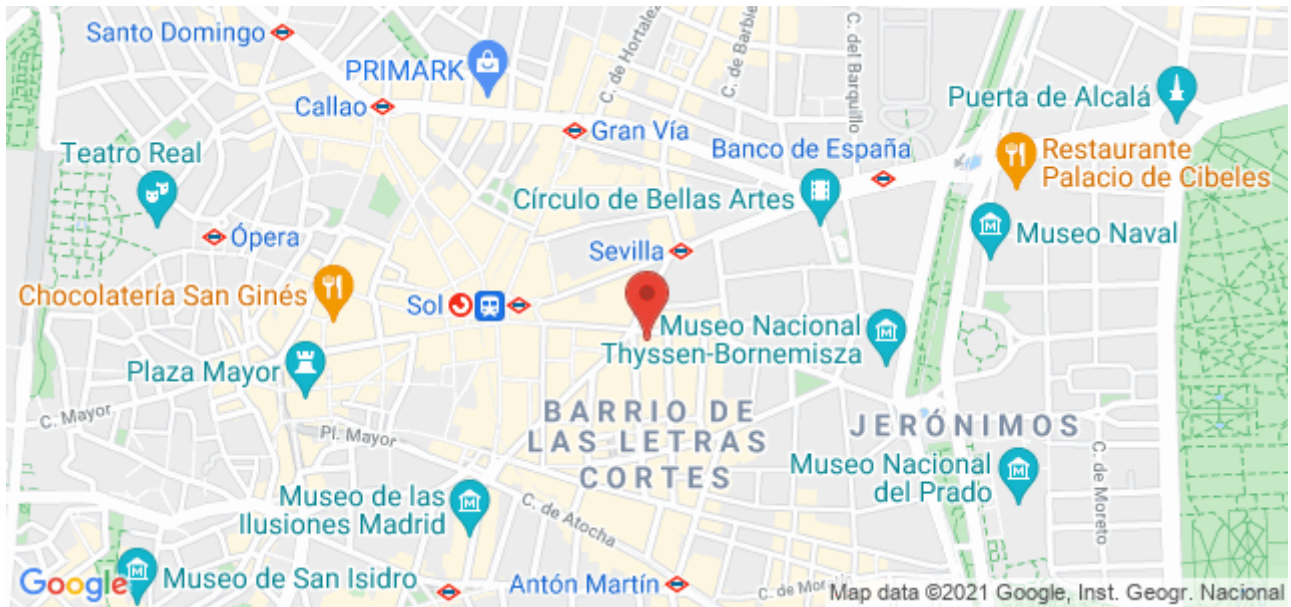 Santo Domingo
PRIMARK
Callao
C. de Hortalez
C. de Barbie
C. del Barquillo
Puerta de Alcalá
Gran Vía
Banco de España
Restaurante
Palacio de Cibeles
Teatro Real
Círculo de Bellas Artes
Museo Naval
Ópera
Sevilla
Chocolatería San Ginés
Sol
Museo Nacional
Thyssen-Bornemisza
Plaza Mayor
C. Mayor
Pl. Mayor
BARRIO DE
LAS LETRAS
CORTES
JERÓNIMOS
Museo Nacional
del Prado
C. de Moreto
Museo de las
Ilusiones Madrid
C. de Atocha
Google
Museo de San Isidro
Antón Martín
C. de Mor
Map data ©2021 Google, Inst. Geogr. Nacional